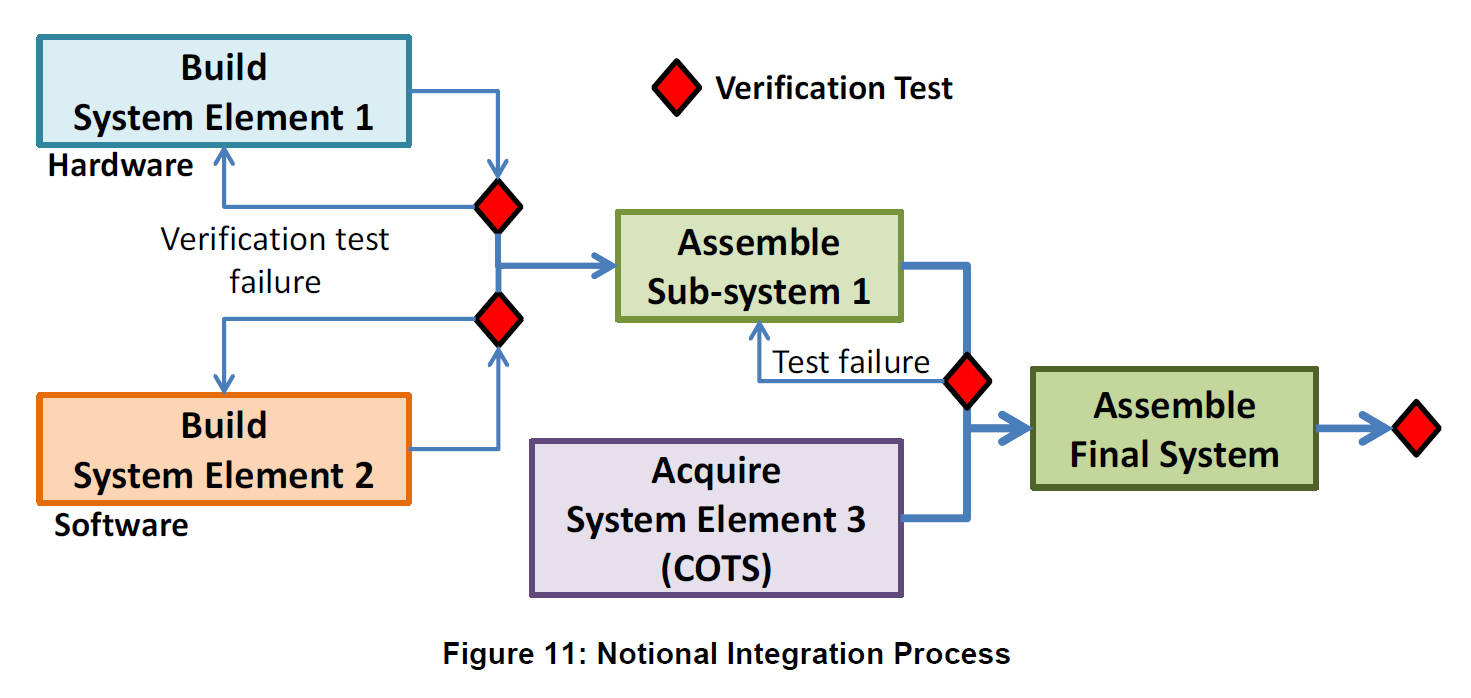 Build
System Element 1
Hardware
Verification Test
Verification test
failure
Assemble
Sub-system 1
Test failure
Build
System Element 2
Software
Acquire
System Element 3
(COTS)
Assemble
Final System
Figure 11: Notional Integration Process